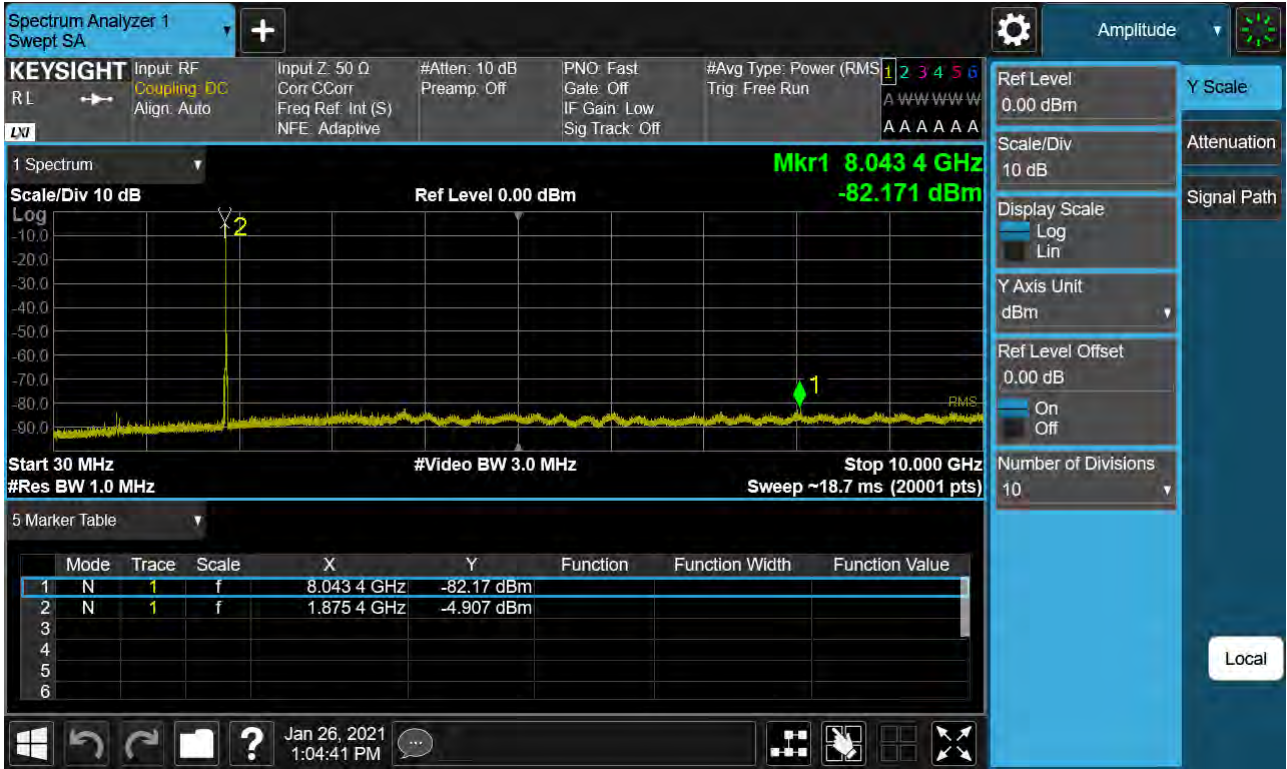 Spectrum Analyzer 1
Swept SA
Amplitude
KEYSIGHT
RL
LXI
Input: RF
Coupling: DC
Align: Auto
Input Z: 50 Ω
Corr CCorr
Freq Ref: Int (S)
NFE: Adaptive
#Atten: 10 dB
Preamp: Off
PNO: Fast
Gate: Off
IF Gain: Low
Sig Track: Off
#Avg Type: Power (RMS
Trig: Free Run
1 2 3 4 5 6
A W W W W W
A A A A A A
1 Spectrum
Mkr1 8.043 4 GHz
-82.171 dBm
Scale/Div 10 dB
Ref Level 0.00 dBm
Log
-10.0
-20.0
-30.0
-40.0
-50.0
-60.0
-70.0
-80.0
-90.0
2
1
RMS
Start 30 MHz
#Video BW 3.0 MHz
Stop 10.000 GHz
#Res BW 1.0 MHz
Sweep ~18.7 ms (20001 pts)
5 Marker Table
Mode Trace Scale X Y Function Function Width Function Value
1 N 1 f 8.043 4 GHz -82.17 dBm
2 N 1 f 1.875 4 GHz -4.907 dBm
3
4
5
6
Ref Level
0.00 dBm
Scale/Div
10 dB
Display Scale
Log
Lin
Y Axis Unit
dBm
Ref Level Offset
0.00 dB
On
Off
Number of Divisions
10
Y Scale
Attenuation
Signal Path
Local
?
Jan 26, 2021
1:04:41 PM